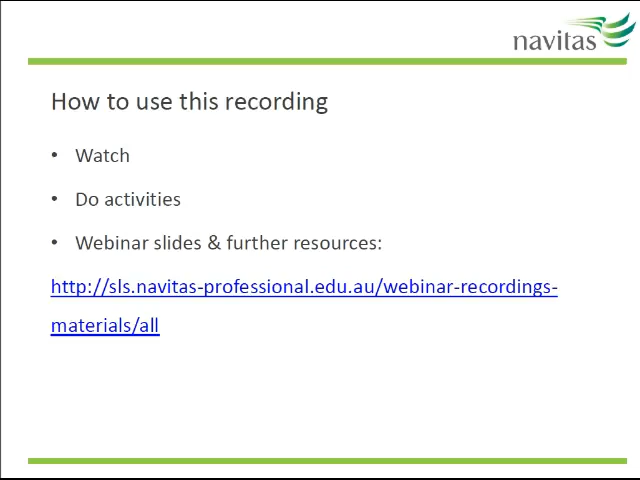 navitas
How to use this recording
• Watch
• Do activities
• Webinar slides & further resources:
http://sls.navitas-professional.edu.au/webinar-recordings-
materials/all